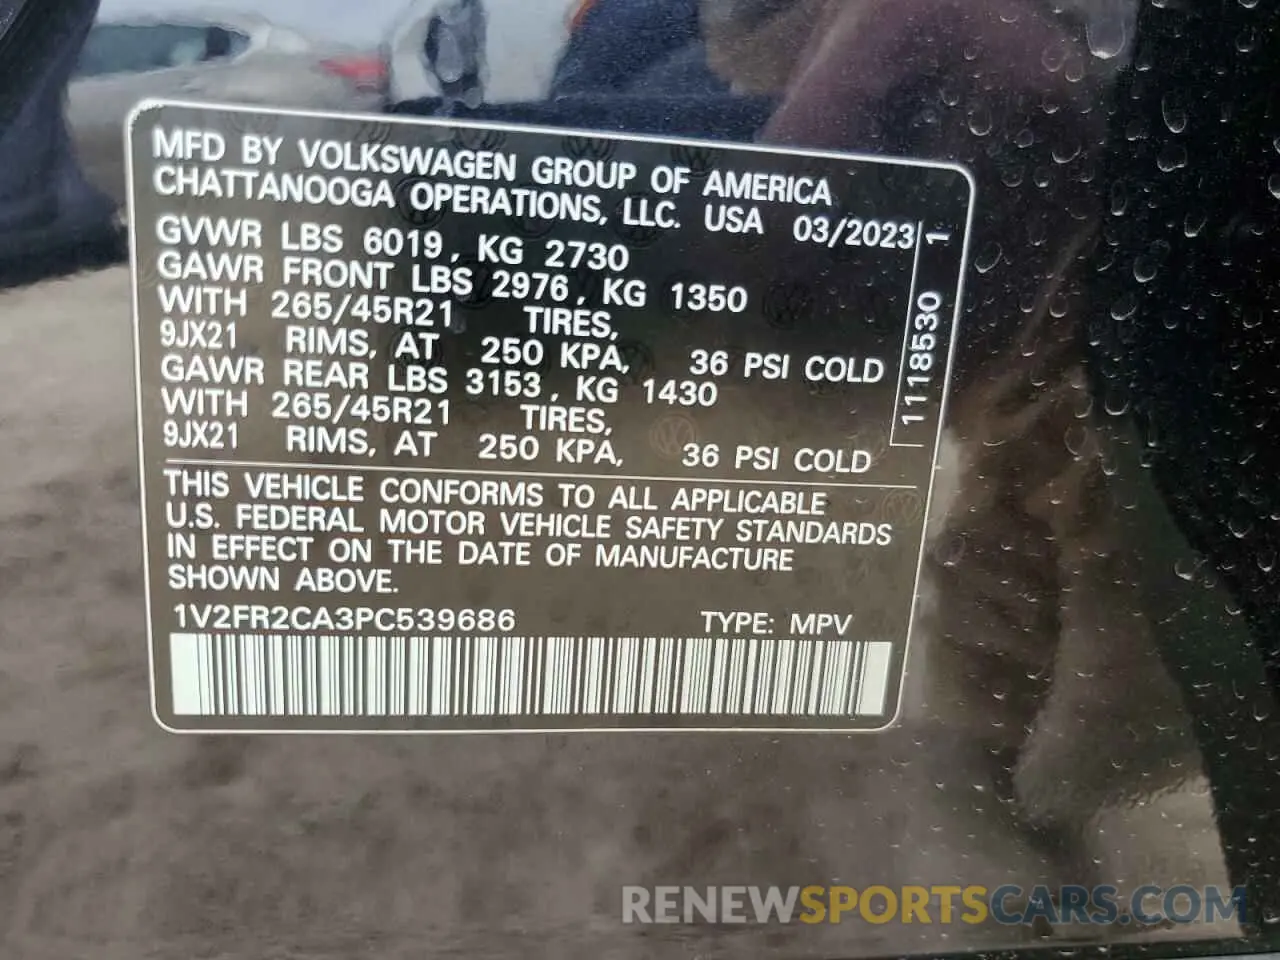 MFD BY VOLKSWAGEN GROUP OF AMERICA
CHATTANOOGA OPERATIONS, LLC. USA 03/2023
GVWR LBS 6019, KG 2730
GAWR FRONT LBS 2976, KG 1350
WITH 265/45R21 TIRES,
9JX21 RIMS, AT 250 KPA, 36 PSI COLD
GAWR REAR LBS 3153, KG 1430
WITH 265/45R21 TIRES,
9JX21 RIMS, AT 250 KPA, 36 PSI COLD
1118530 1
THIS VEHICLE CONFORMS TO ALL APPLICABLE
U.S. FEDERAL MOTOR VEHICLE SAFETY STANDARDS
IN EFFECT ON THE DATE OF MANUFACTURE
SHOWN ABOVE.
1V2FR2CA3PC539686 TYPE: MPV
RENEWSPORTSCARS.COM